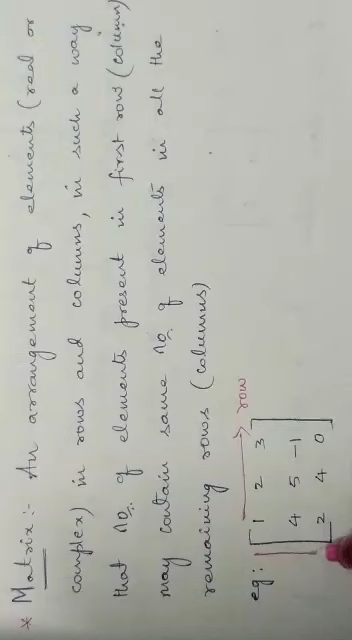 * Matrix :- An arrangement of elements (real or
complex) in rows and columns, in such a way
that no. of elements present in first row (column)
may contain same no. of elements in all the
remaining rows (columns)
eg: [1 2 3 → row
4 5 -1
2 4 0]